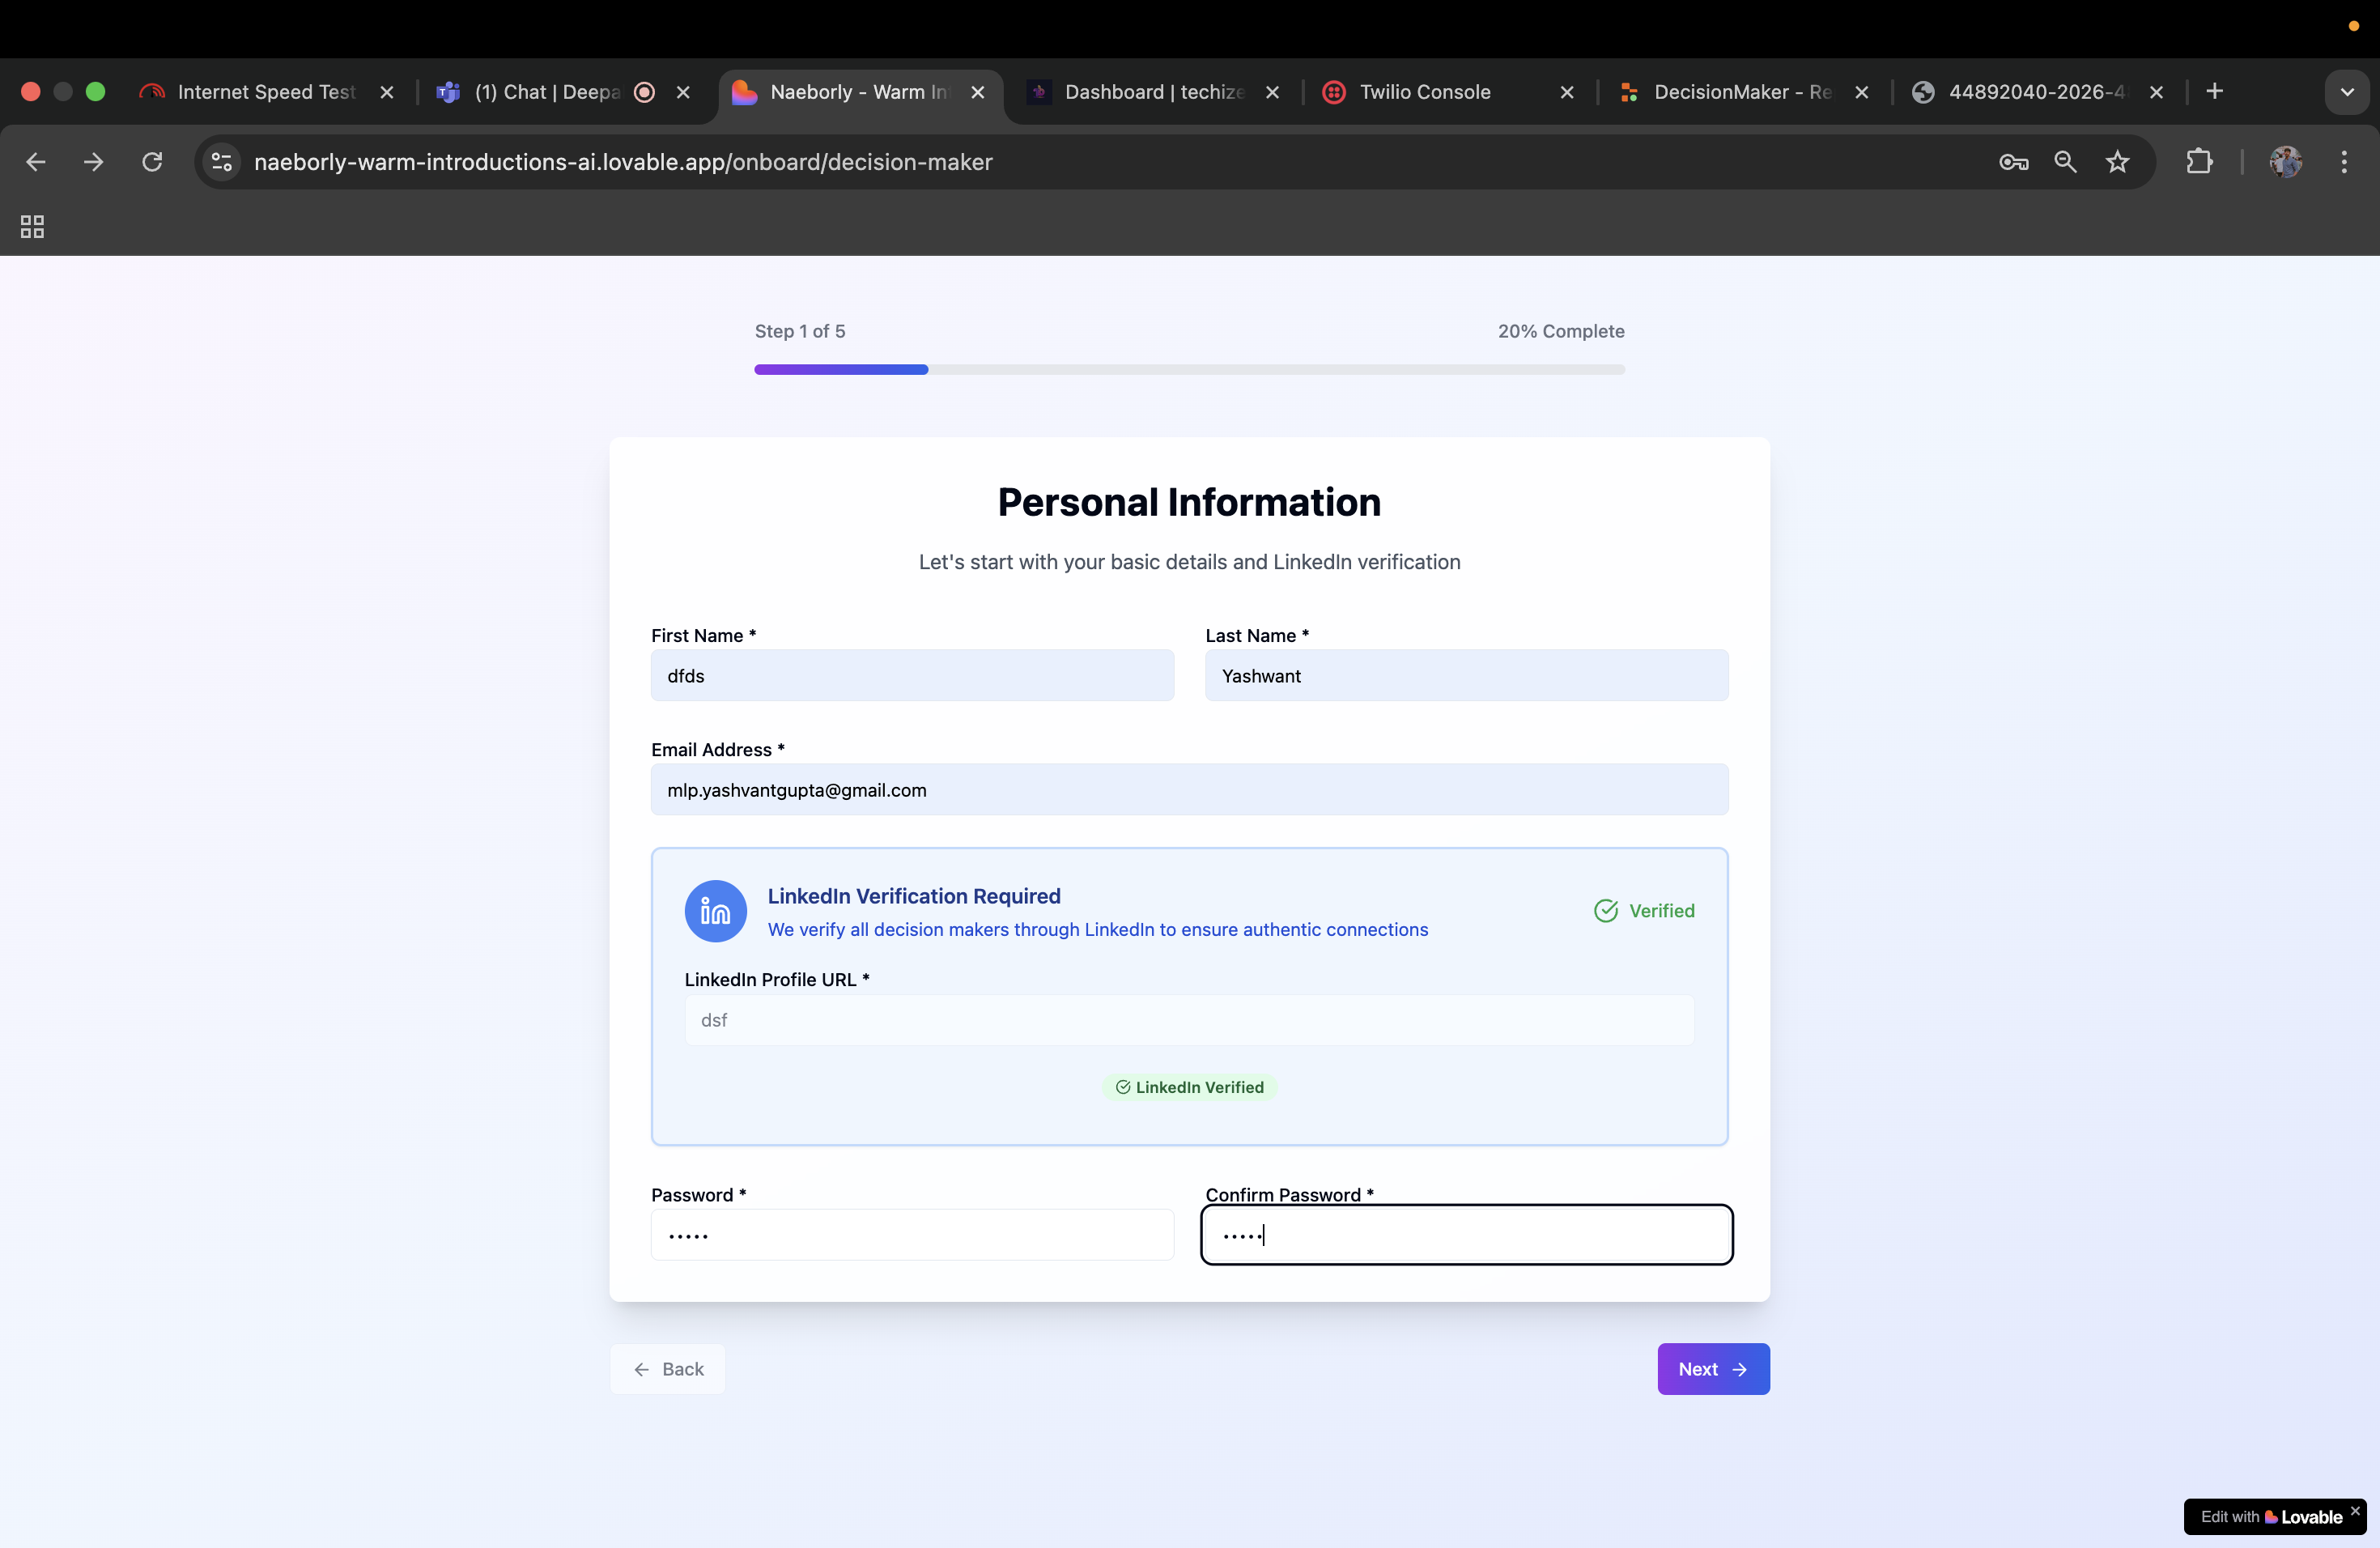 Internet Speed Test
(1) Chat | Deepa
Naeborly - Warm In
Dashboard | techize
Twilio Console
DecisionMaker - Re
44892040-2026-4
naeborly-warm-introductions-ai.lovable.app/onboard/decision-maker
Step 1 of 5
20% Complete
Personal Information
Let's start with your basic details and LinkedIn verification
First Name *
Last Name *
dfds
Yashwant
Email Address *
mlp.yashvantgupta@gmail.com
LinkedIn Verification Required
Verified
We verify all decision makers through LinkedIn to ensure authentic connections
LinkedIn Profile URL *
dsf
LinkedIn Verified
Password *
Confirm Password *
•••••
•••••
Back
Next
Edit with Lovable